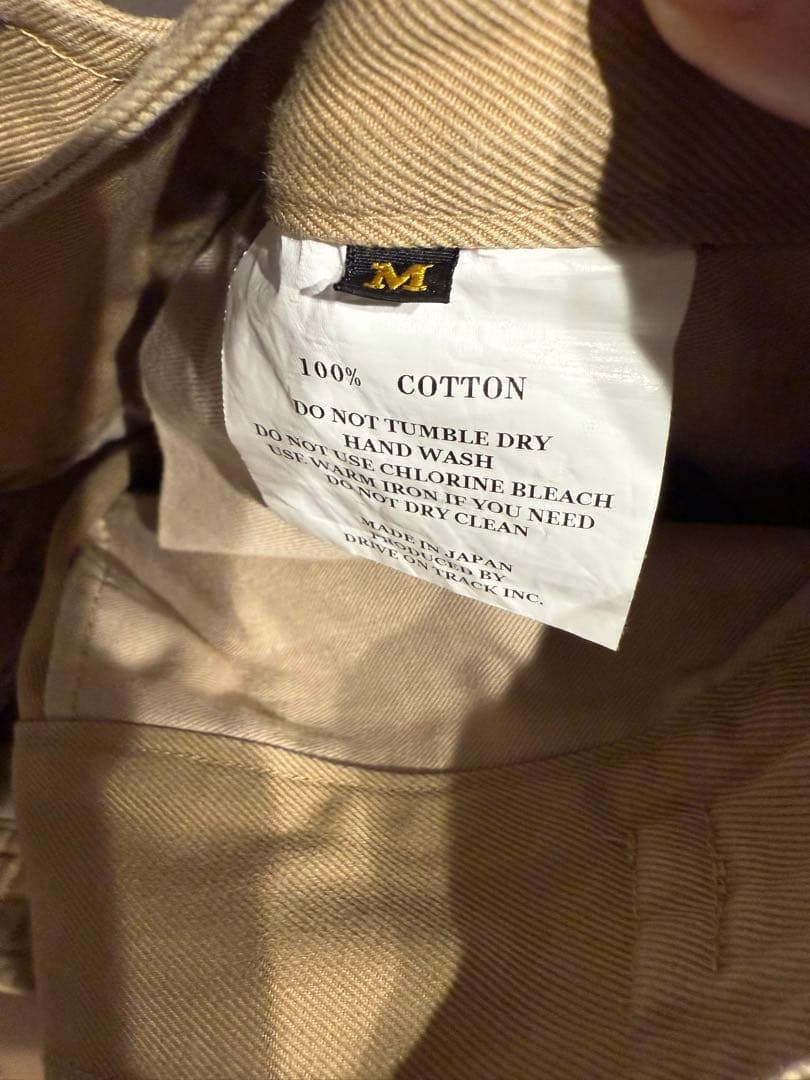 M
100% COTTON
DO NOT TUMBLE DRY
HAND WASH
DO NOT USE CHLORINE BLEACH
USE WARM IRON IF YOU NEED
DO NOT DRY CLEAN
MADE IN JAPAN
PRODUCED BY
DRIVE ON TRACK INC.